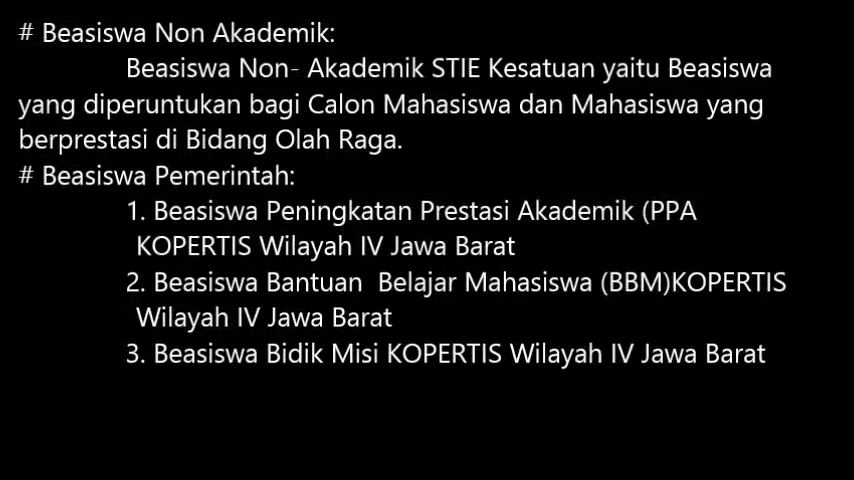 # Beasiswa Non Akademik:
Beasiswa Non- Akademik STIE Kesatuan yaitu Beasiswa
yang diperuntukan bagi Calon Mahasiswa dan Mahasiswa yang
berprestasi di Bidang Olah Raga.
# Beasiswa Pemerintah:
1. Beasiswa Peningkatan Prestasi Akademik (PPA
KOPERTIS Wilayah IV Jawa Barat
2. Beasiswa Bantuan  Belajar Mahasiswa (BBM)KOPERTIS
Wilayah IV Jawa Barat
3. Beasiswa Bidik Misi KOPERTIS Wilayah IV Jawa Barat